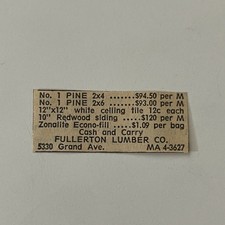 No. 1 PINE 2x4 ........ $94.50 per M
No. 1 PINE 2x6 ........ $93.00 per M
12"x12" white ceiling tile 12c each
10" Redwood siding ..... $120 per M
Zonalite Econo-fill ..... $1.09 per bag
Cash and Carry
FULLERTON LUMBER CO.
5330 Grand Ave. MA 4-3627